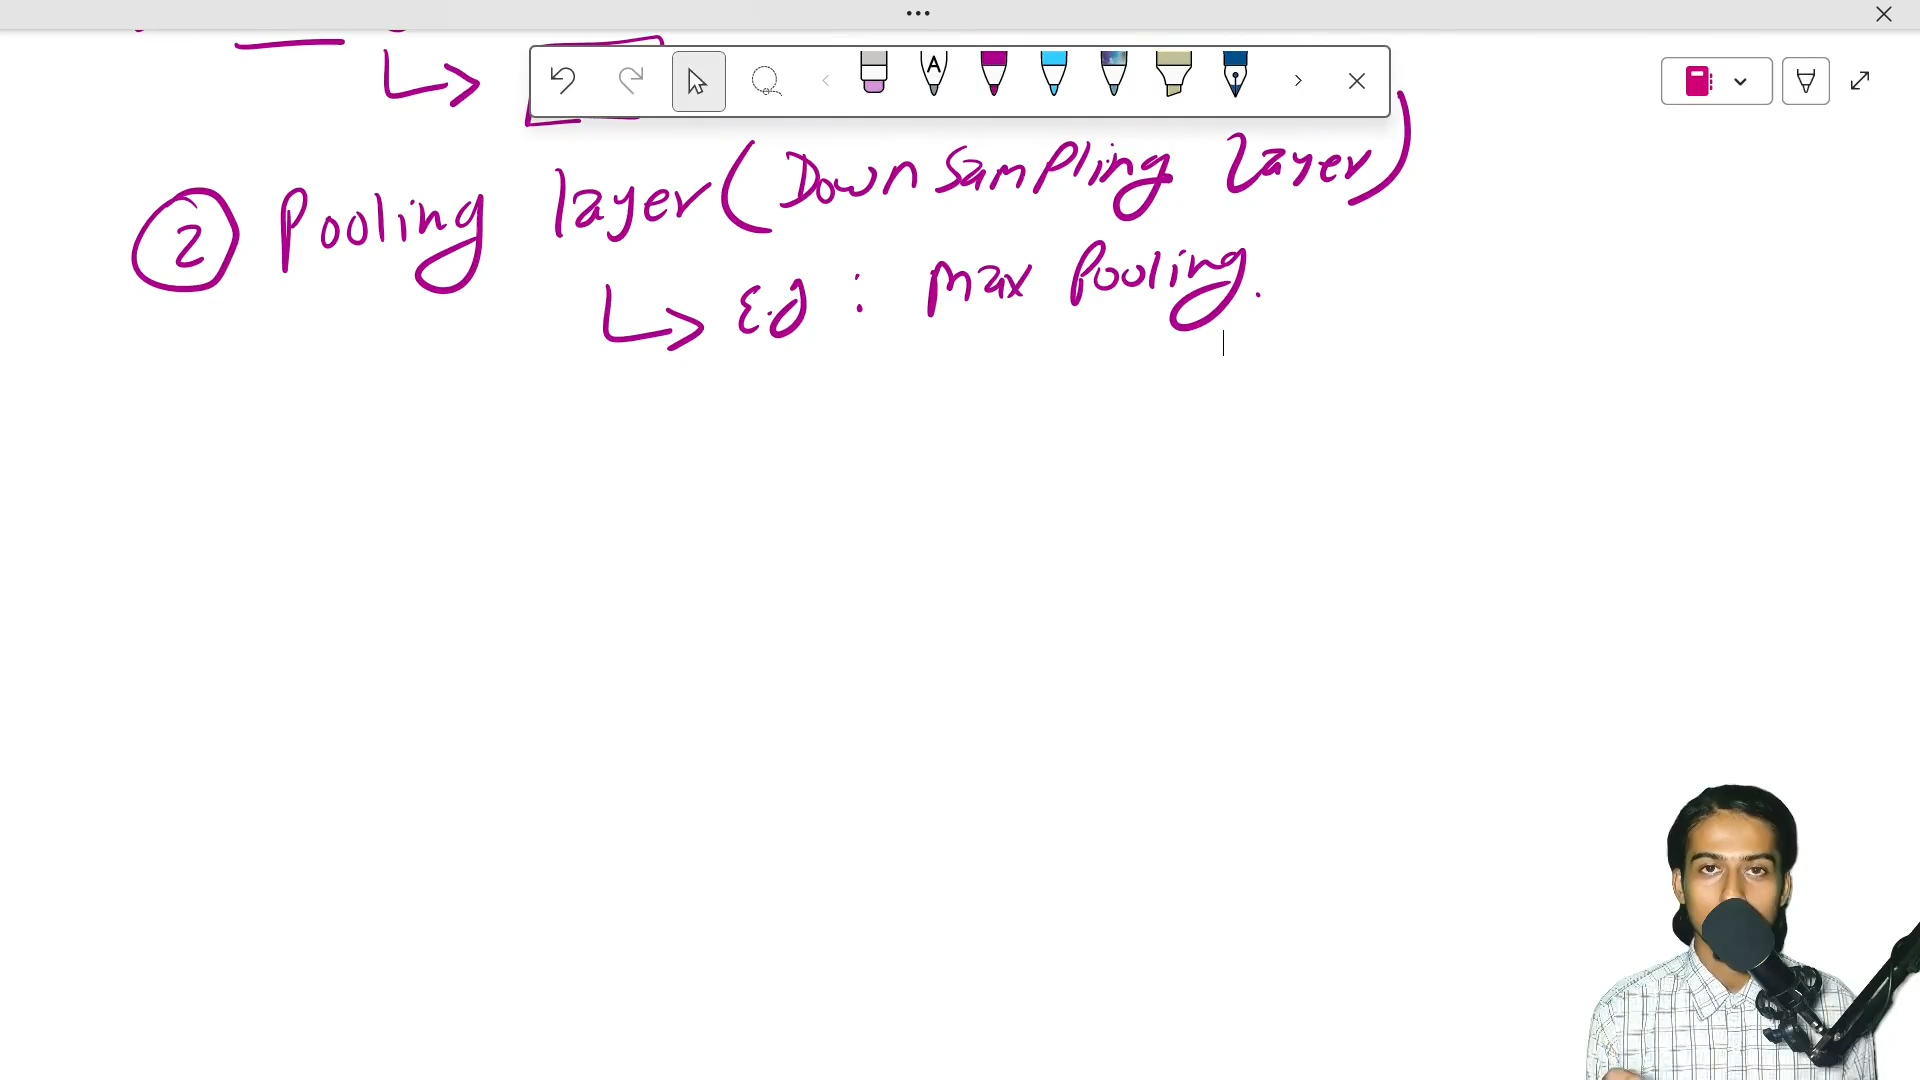 ② Pooling layer (Down Sampling Layer)
E.g : Max Pooling.